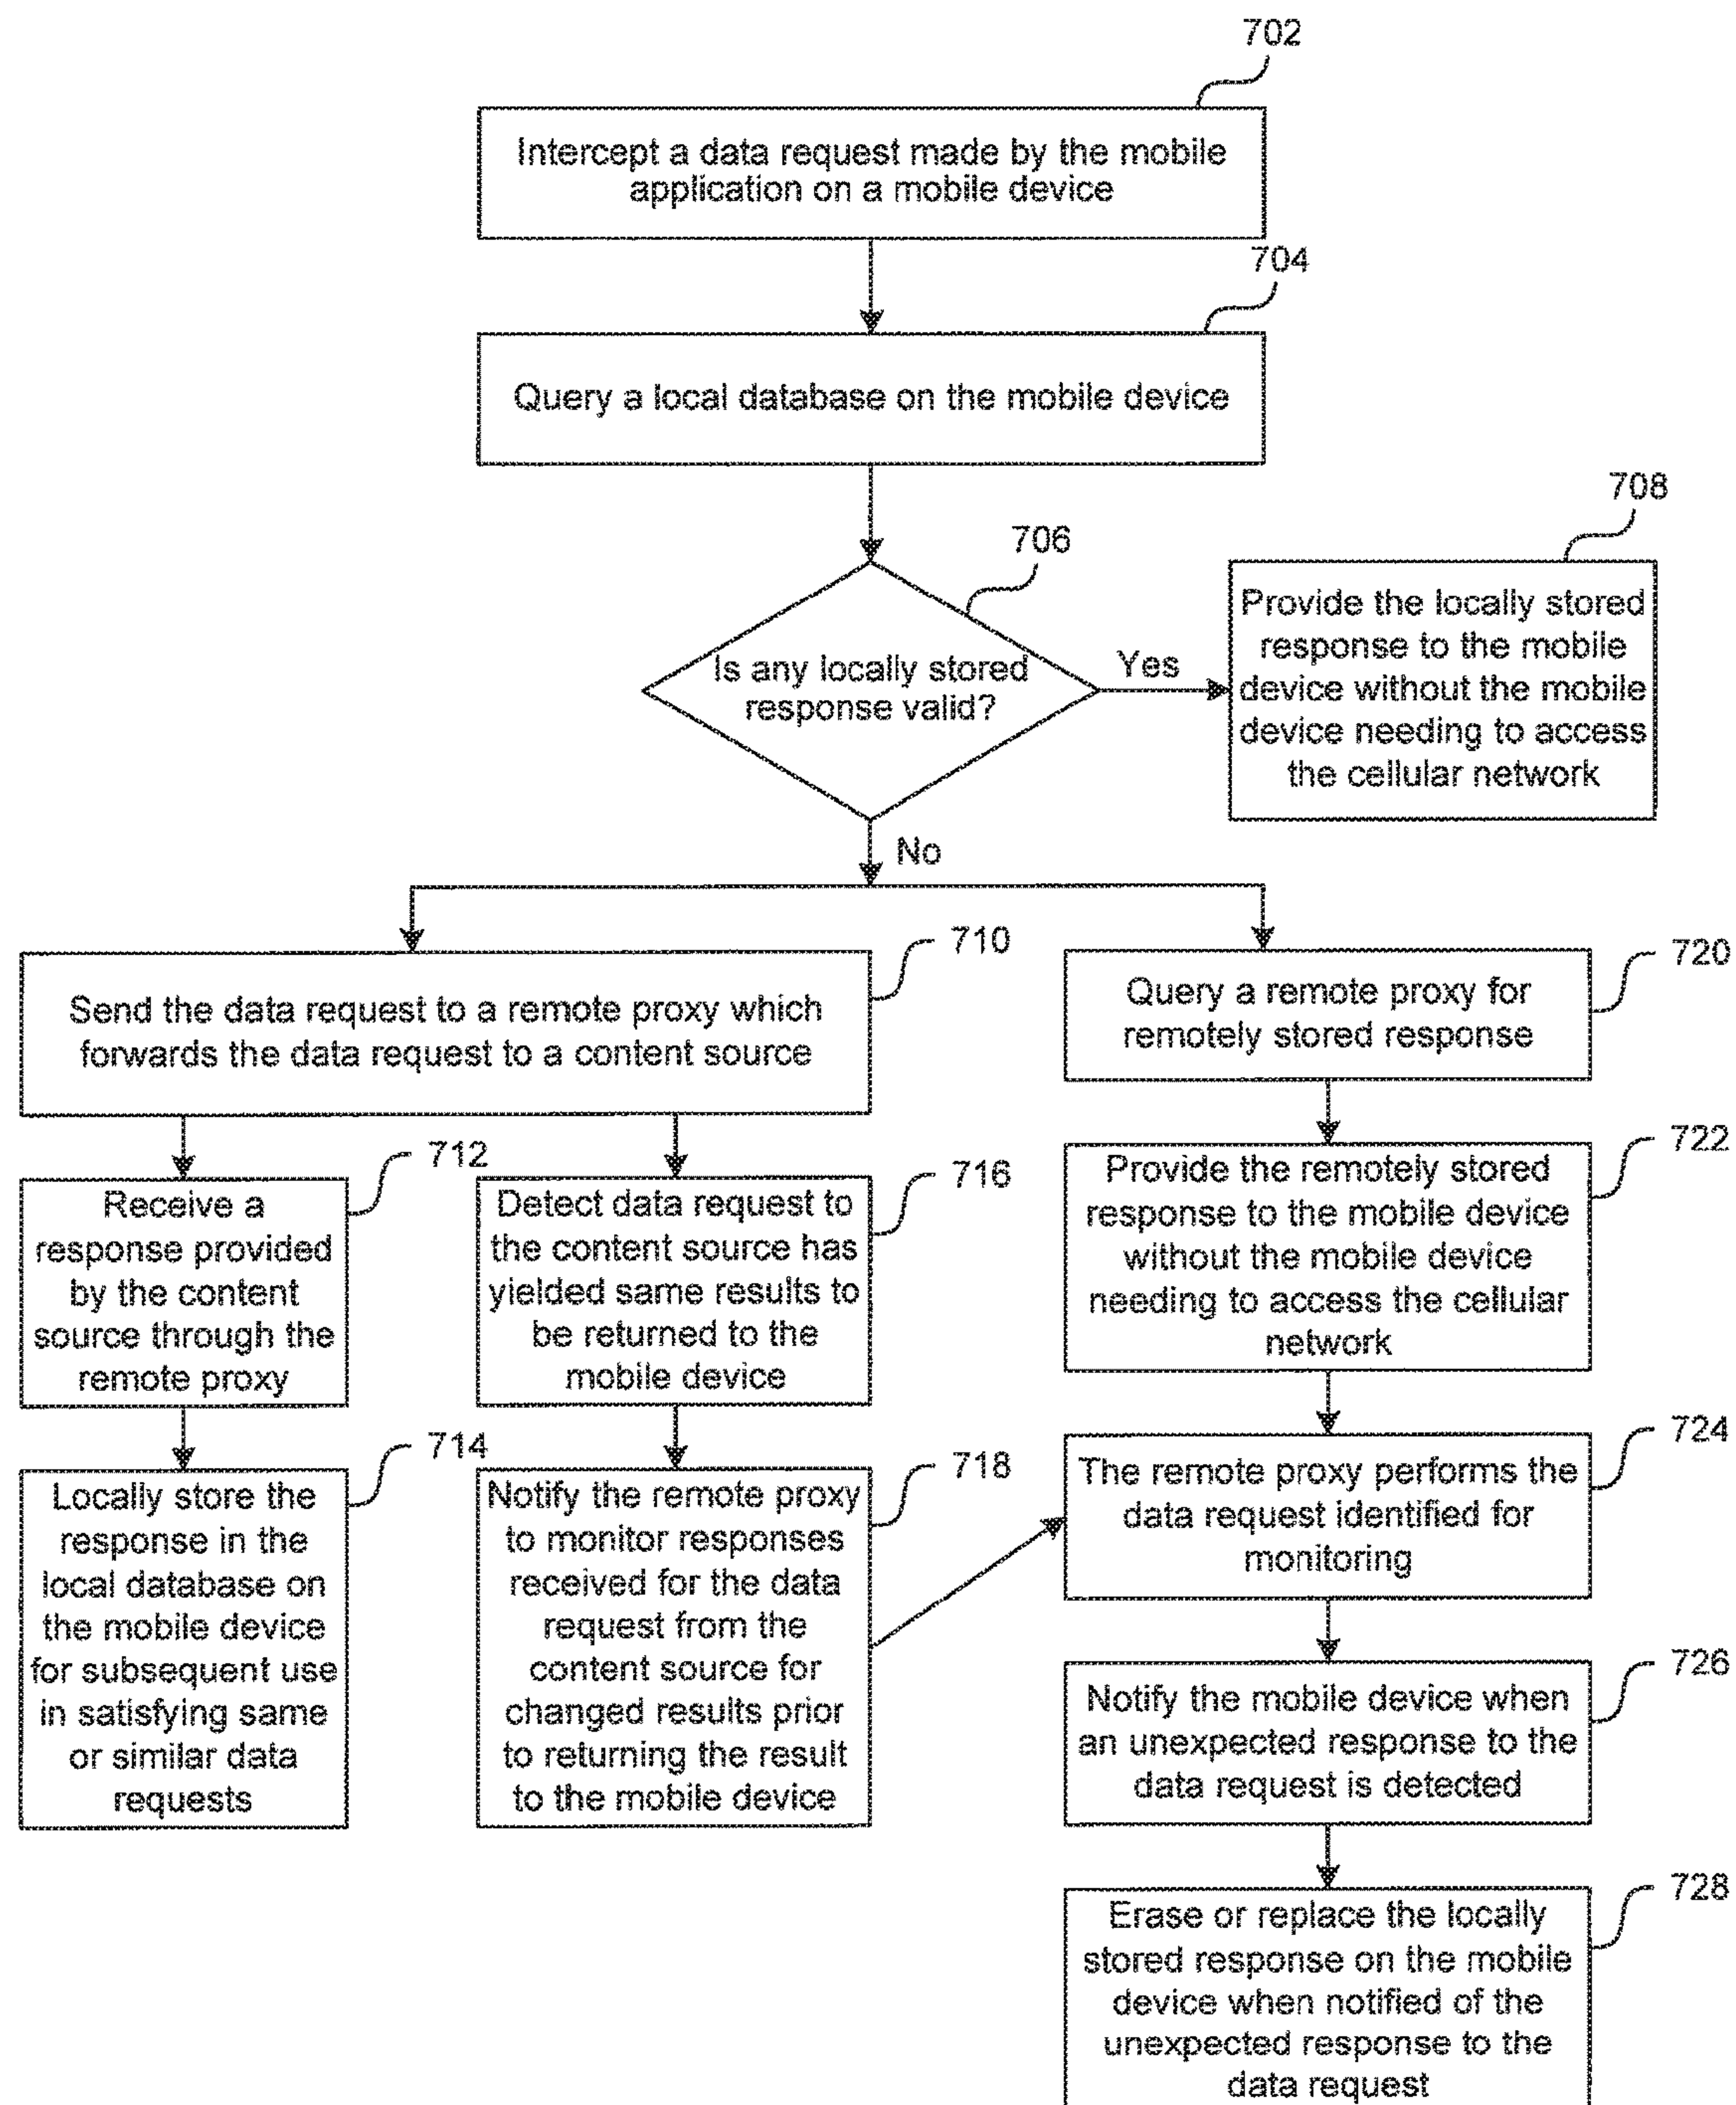 702
Intercept a data request made by the mobile
application on a mobile device
704
Query a local database on the mobile device
706
Is any locally stored
response valid?
Yes
708
Provide the locally stored
response to the mobile
device without the mobile
device needing to access
the cellular network
No
710
Send the data request to a remote proxy which
forwards the data request to a content source
712
Receive a
response provided
by the content
source through the
remote proxy
714
Locally store the
response in the
local database on
the mobile device
for subsequent use
in satisfying same
or similar data
requests
716
Detect data request to
the content source has
yielded same results to
be returned to the
mobile device
718
Notify the remote proxy
to monitor responses
received for the data
request from the
content source for
changed results prior
to returning the result
to the mobile device
720
Query a remote proxy for
remotely stored response
722
Provide the remotely stored
response to the mobile device
without the mobile device
needing to access the cellular
network
724
The remote proxy performs the
data request identified for
monitoring
726
Notify the mobile device when
an unexpected response to the
data request is detected
728
Erase or replace the locally
stored response on the mobile
device when notified of the
unexpected response to the
data request